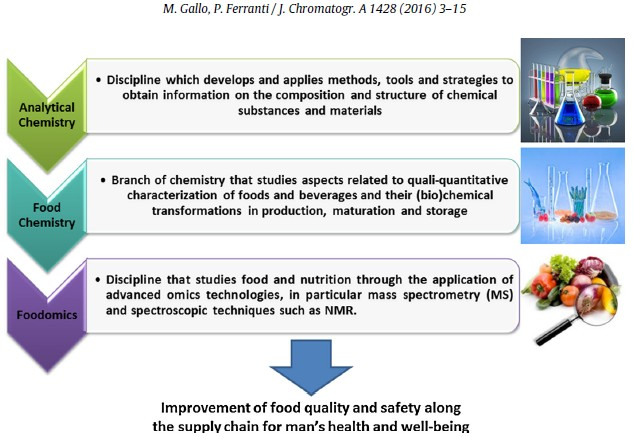 M. Gallo, P. Ferranti / J. Chromatogr. A 1428 (2016) 3–15
Analytical
Chemistry
• Discipline which develops and applies methods, tools and strategies to
obtain information on the composition and structure of chemical
substances and materials
Food
Chemistry
• Branch of chemistry that studies aspects related to quali-quantitative
characterization of foods and beverages and their (bio)chemical
transformations in production, maturation and storage
Foodomics
• Discipline that studies food and nutrition through the application of
advanced omics technologies, in particular mass spectrometry (MS)
and spectroscopic techniques such as NMR.
Improvement of food quality and safety along
the supply chain for man's health and well-being